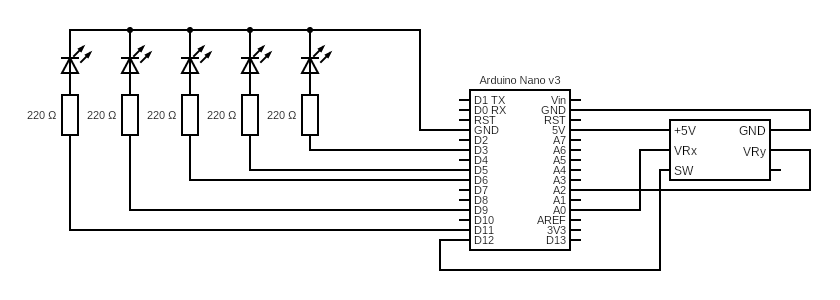 Arduino Nano v3
220 Ω 220 Ω 220 Ω 220 Ω 220 Ω
D1 TX Vin
D0 RX GND
RST RST
GND 5V
D2 A7
D3 A6
D4 A5
D5 A4
D6 A3
D7 A2
D8 A1
D9 A0
D10 AREF
D11 3V3
D12 D13
+5V GND
VRx VRy
SW